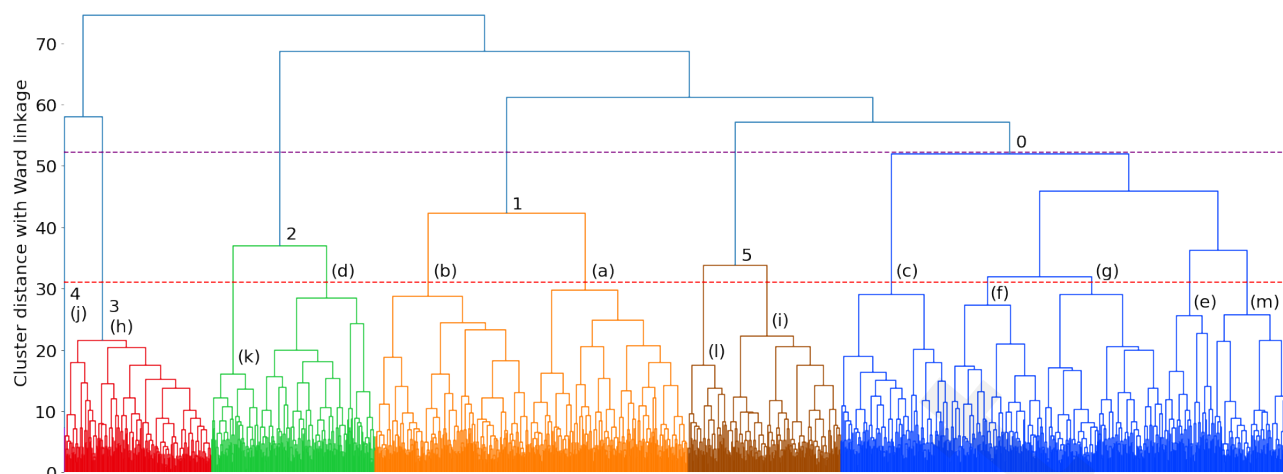 Cluster distance with Ward linkage
70
60
50
40
30
20
10
0
0
1
2
5
4
(j)
3
(h)
(k)
(d)
(b)
(a)
(l)
(i)
(c)
(f)
(g)
(e)
(m)